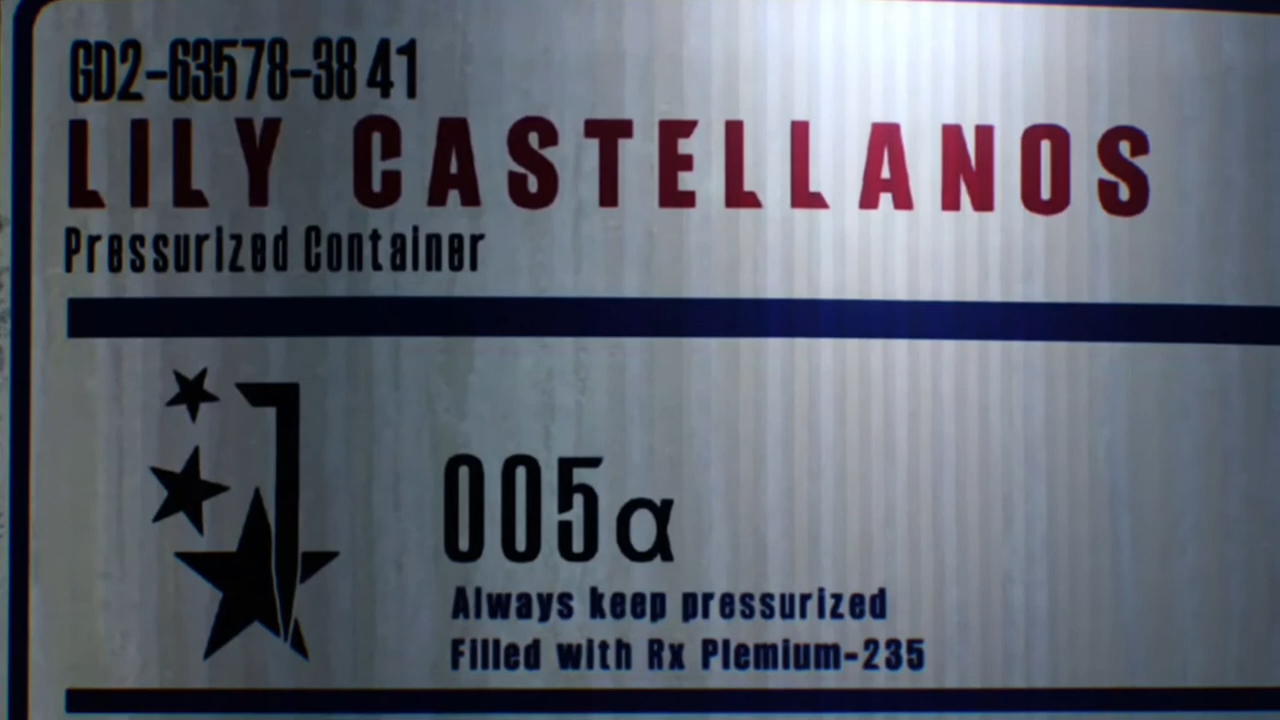 GD2-63578-38 41
LILY CASTELLANOS
Pressurized Container
005α
Always keep pressurized
Filled with Rx Plemium-235